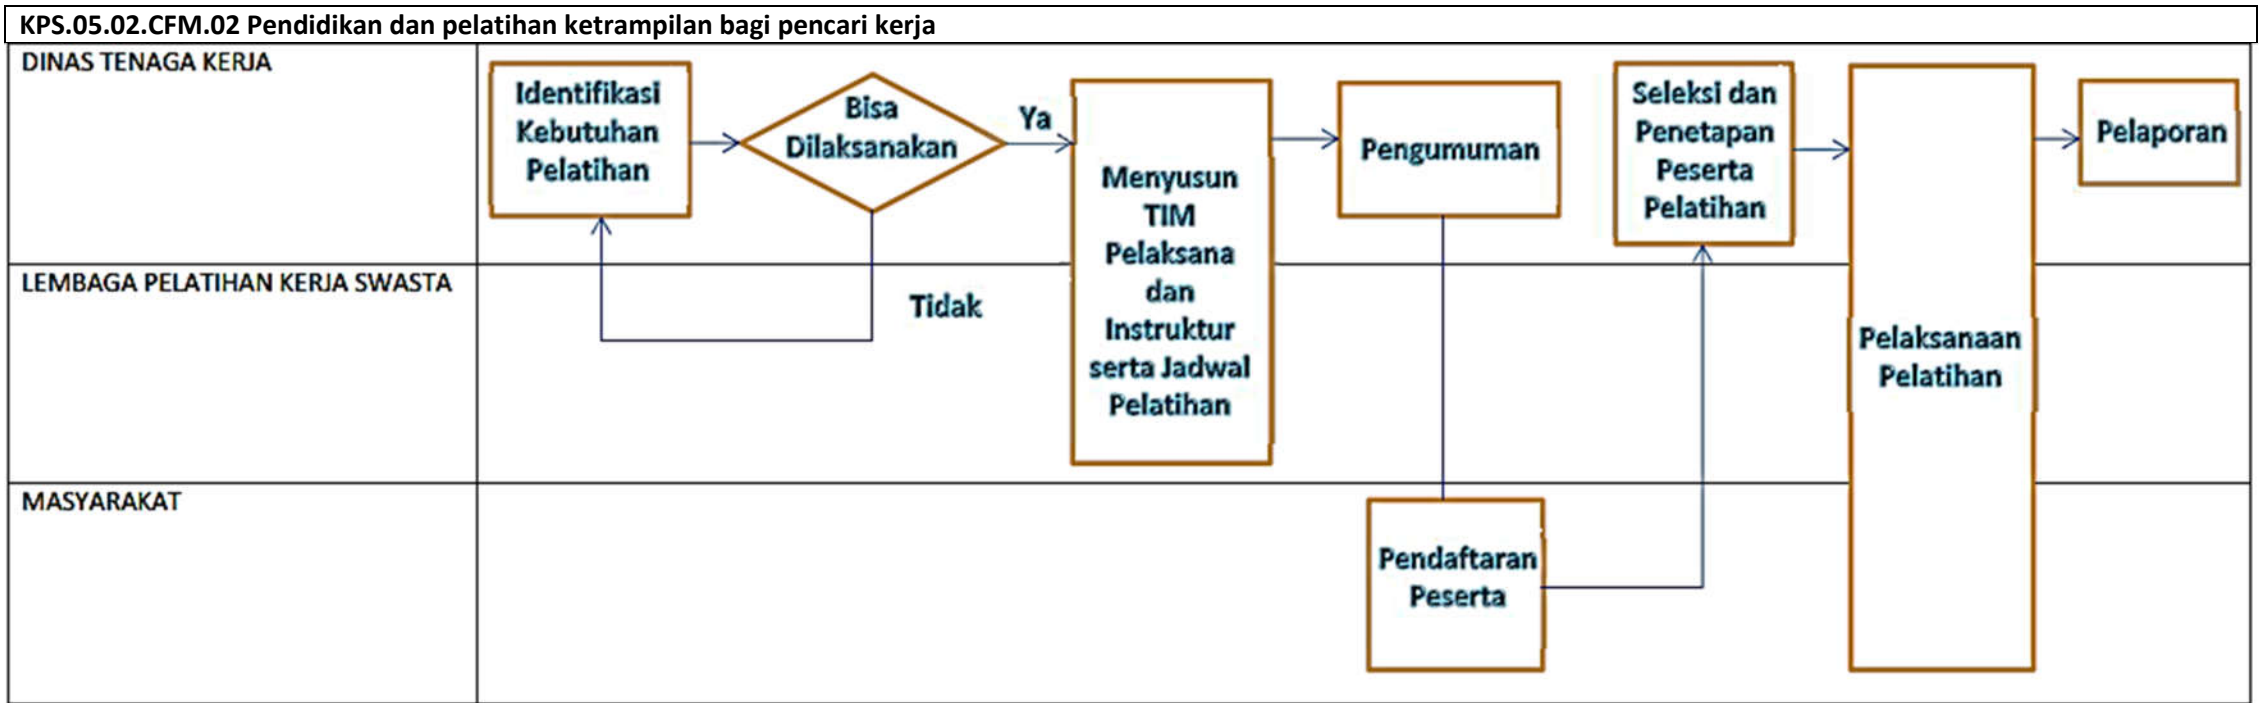 KPS.05.02.CFM.02 Pendidikan dan pelatihan ketrampilan bagi pencari kerja
DINAS TENAGA KERJA
Identifikasi
Kebutuhan
Pelatihan
Bisa
Dilaksanakan
Ya
Tidak
Menyusun
TIM
Pelaksana
dan
Instruktur
serta Jadwal
Pelatihan
Pengumuman
Seleksi dan
Penetapan
Peserta
Pelatihan
Pelaksanaan
Pelatihan
Pelaporan
LEMBAGA PELATIHAN KERJA SWASTA
MASYARAKAT
Pendaftaran
Peserta